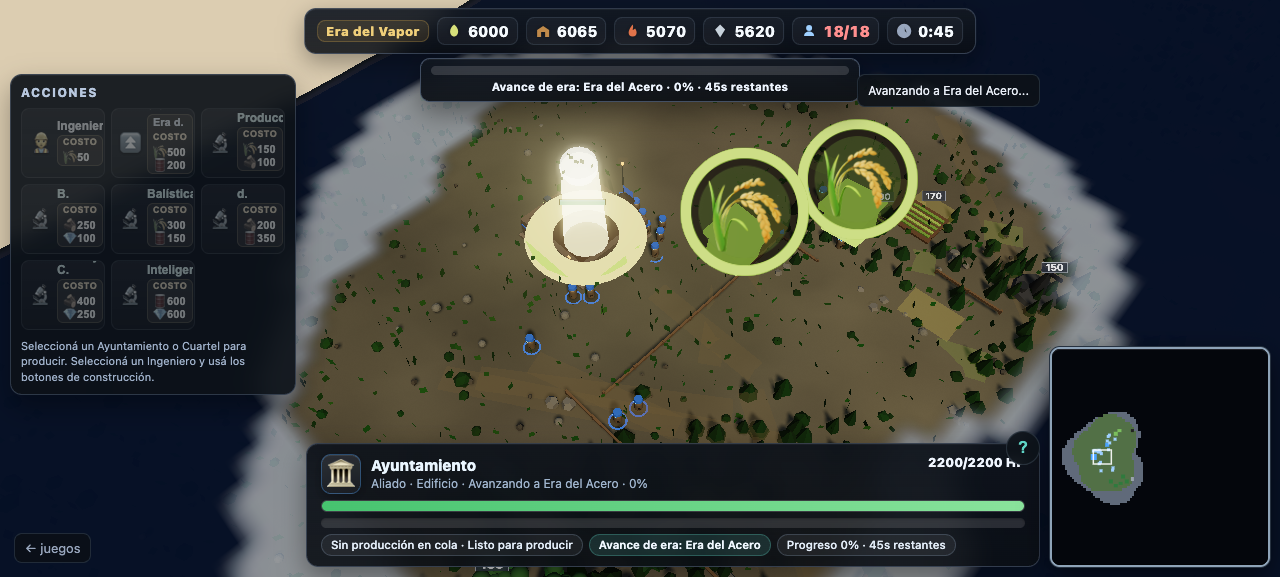 Era del Vapor
6000
6065
5070
5620
18/18
0:45
Avance de era: Era del Acero · 0% · 45s restantes
Avanzando a Era del Acero...
ACCIONES
Ingenier
COSTO
50
Era d.
COSTO
500
200
Producc
COSTO
150
100
B.
COSTO
250
100
Balística
COSTO
300
150
d.
COSTO
200
350
C.
COSTO
400
250
Inteliger
COSTO
600
600
Seleccioná un Ayuntamiento o Cuartel para
producir. Seleccioná un Ingeniero y usá los
botones de construcción.
170
150
?
Ayuntamiento
2200/2200
Aliado · Edificio · Avanzando a Era del Acero · 0%
Sin producción en cola · Listo para producir
Avance de era: Era del Acero
Progreso 0% · 45s restantes
← juegos